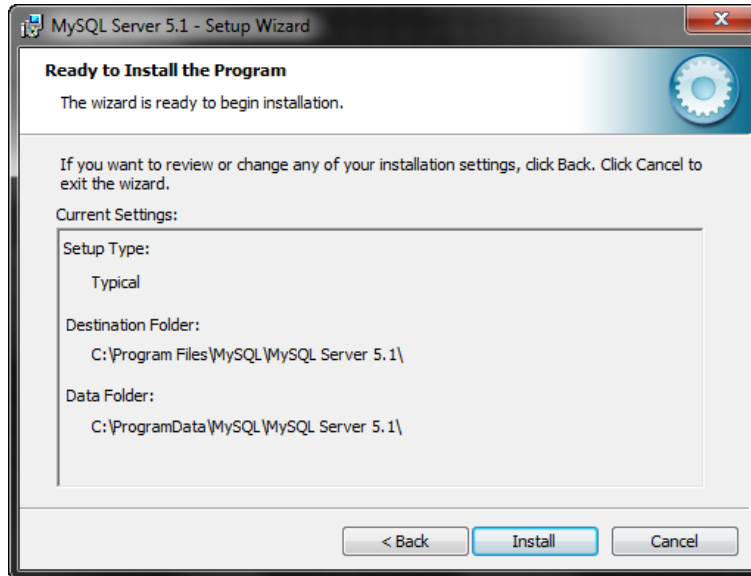 MySQL Server 5.1 - Setup Wizard
Ready to Install the Program
The wizard is ready to begin installation.
If you want to review or change any of your installation settings, click Back. Click Cancel to
exit the wizard.
Current Settings:
Setup Type:
Typical
Destination Folder:
C:\Program Files\MySQL\MySQL Server 5.1\
Data Folder:
C:\ProgramData\MySQL\MySQL Server 5.1\
< Back Install Cancel